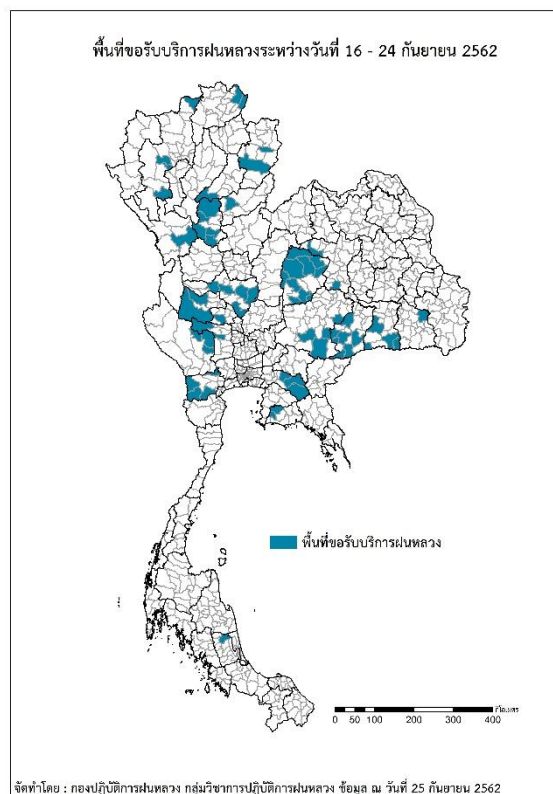 พื้นที่ขอรับบริการฝนหลวงระหว่างวันที่ 16 - 24 กันยายน 2562
พื้นที่ขอรับบริการฝนหลวง
กิโลเมตร
0 50 100 200 300 400
จัดทำโดย : กองปฏิบัติการฝนหลวง กลุ่มวิชาการปฏิบัติการฝนหลวง ข้อมูล ณ วันที่ 25 กันยายน 2562